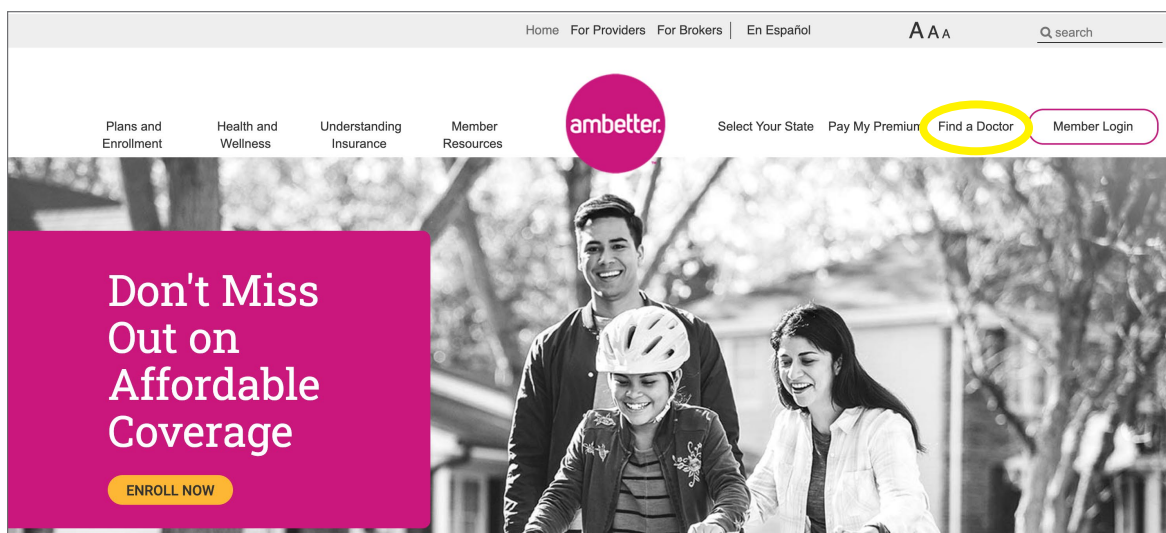 Home For Providers For Brokers | En Español
A A A
search
Plans and
Enrollment
Health and
Wellness
Understanding
Insurance
Member
Resources
ambetter.
Select Your State
Pay My Premium
Find a Doctor
Member Login
Don't Miss
Out on
Affordable
Coverage
ENROLL NOW